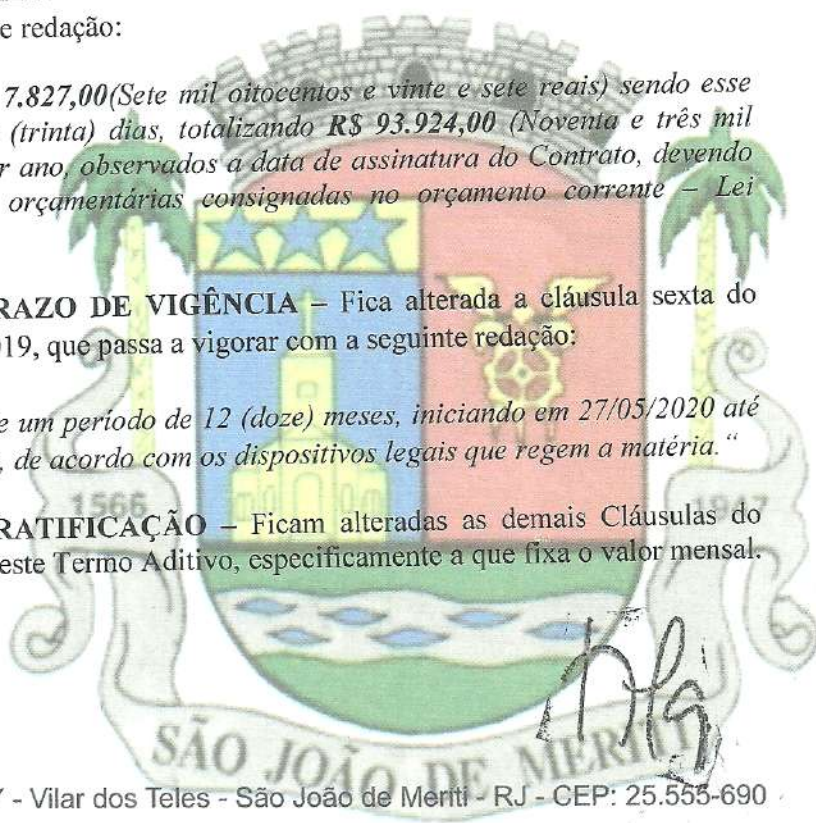 e redação:
7.827,00(Sete mil oitocentos e vinte e sete reais) sendo esse
(trinta) dias, totalizando R$ 93.924,00 (Noventa e três mil
r ano, observados a data de assinatura do Contrato, devendo
orçamentárias consignadas no orçamento corrente – Lei
RAZO DE VIGÊNCIA – Fica alterada a cláusula sexta do
019, que passa a vigorar com a seguinte redação:
e um período de 12 (doze) meses, iniciando em 27/05/2020 até
, de acordo com os dispositivos legais que regem a matéria.“
1566 1947
RATIFICAÇÃO – Ficam alteradas as demais Cláusulas do
este Termo Aditivo, especificamente a que fixa o valor mensal.
SÃO JOÃO DE MERITI
- Vilar dos Teles - São João de Meriti - RJ - CEP: 25.555-690